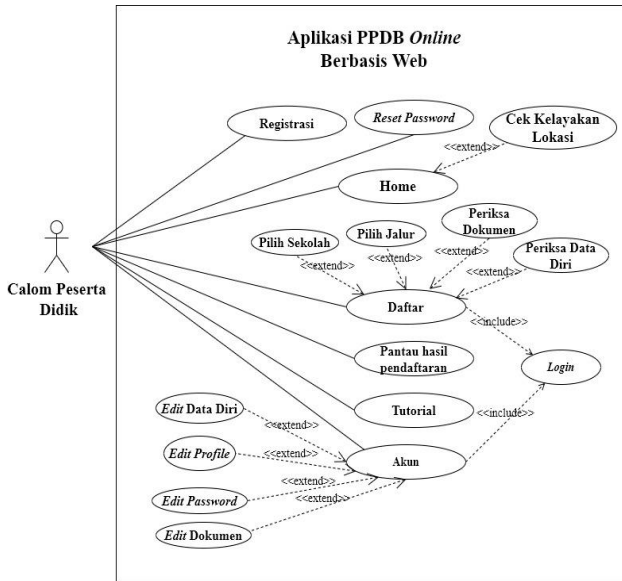 Aplikasi PPDB Online
Berbasis Web
Registrasi
Reset Password
Cek Kelayakan
Lokasi
<<extend>>
Home
Pilih Sekolah
Pilih Jalur
Periksa
Dokumen
Periksa Data
Diri
<<extend>>
<<extend>>
<<extend>>
<<extend>>
Calom Peserta
Didik
Daftar
<<include>>
Pantau hasil
pendaftaran
Login
Tutorial
<<include>>
Edit Data Diri
<<extend>>
Edit Profile
<<extend>>
Akun
Edit Password
<<extend>>
<<extend>>
Edit Dokumen